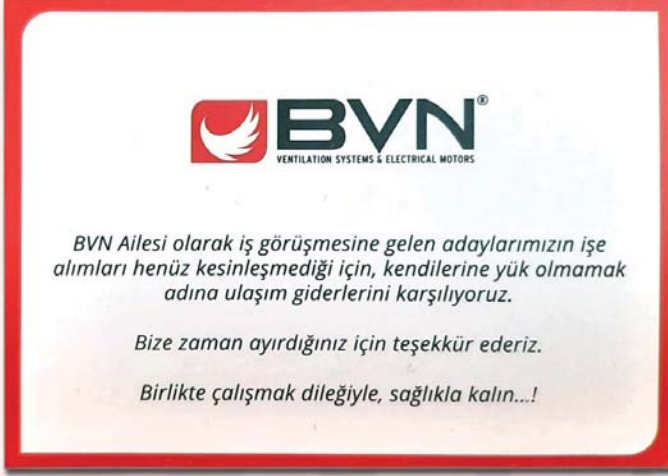 BVN®
VENTILATION SYSTEMS & ELECTRICAL MOTORS
BVN Ailesi olarak iş görüşmesine gelen adaylarımızın işe
alımları henüz kesinleşmediği için, kendilerine yük olmamak
adına ulaşım giderlerini karşılıyoruz.
Bize zaman ayırdığınız için teşekkür ederiz.
Birlikte çalışmak dileğiyle, sağlıkla kalın...!